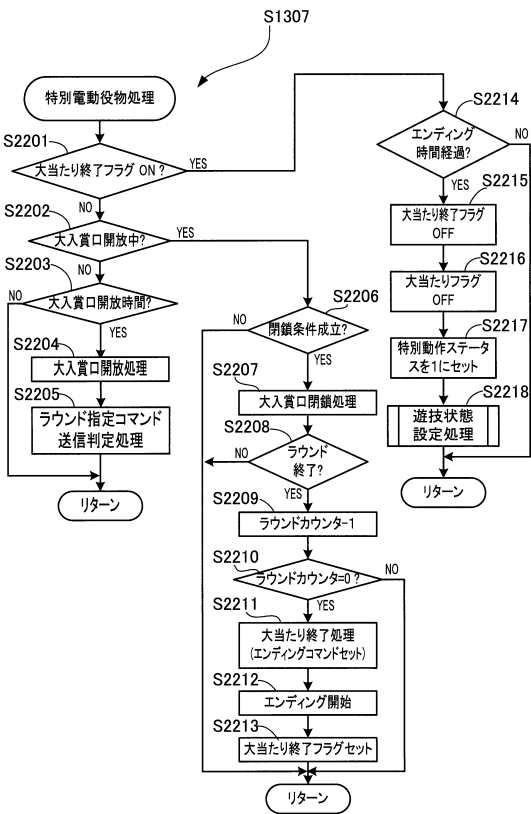 S1307
特別電動役物処理
S2201
大当たり終了フラグ ON ?
YES
NO
S2202
大入賞口開放中?
YES
NO
S2203
大入賞口開放時間?
NO
YES
S2204
大入賞口開放処理
S2205
ラウンド指定コマンド
送信判定処理
リターン
S2206
閉鎖条件成立?
NO
YES
S2207
大入賞口閉鎖処理
S2208
ラウンド
終了?
NO
YES
S2209
ラウンドカウンタ-1
S2210
ラウンドカウンタ=0 ?
NO
YES
S2211
大当たり終了処理
(エンディングコマンドセット)
S2212
エンディング開始
S2213
大当たり終了フラグセット
リターン
S2214
エンディング
時間経過?
NO
YES
S2215
大当たり終了フラグ
OFF
S2216
大当たりフラグ
OFF
S2217
特別動作ステータ
スを1にセット
S2218
遊技状態
設定処理
リターン